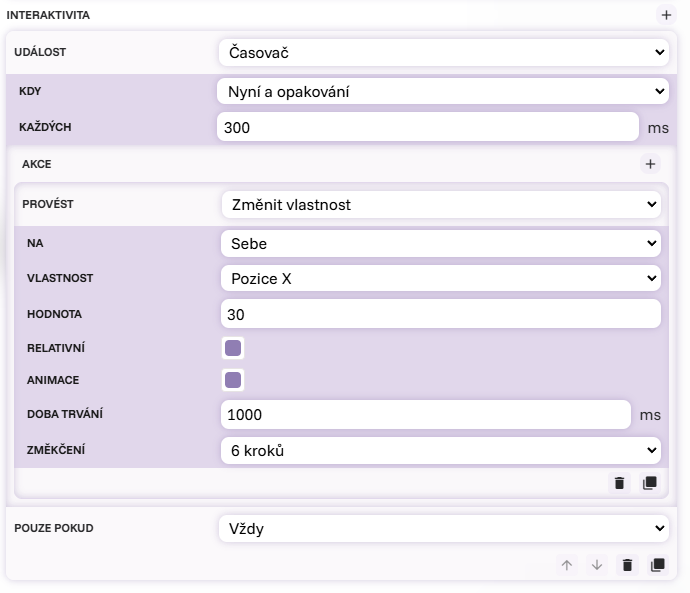 INTERAKTIVITA
UDÁLOST Časovač
KDY Nyní a opakování
KAŽDÝCH 300 ms
AKCE
PROVÉST Změnit vlastnost
NA Sebe
VLASTNOST Pozice X
HODNOTA 30
RELATIVNÍ
ANIMACE
DOBA TRVÁNÍ 1000 ms
ZMĚKČENÍ 6 kroků
POUZE POKUD Vždy